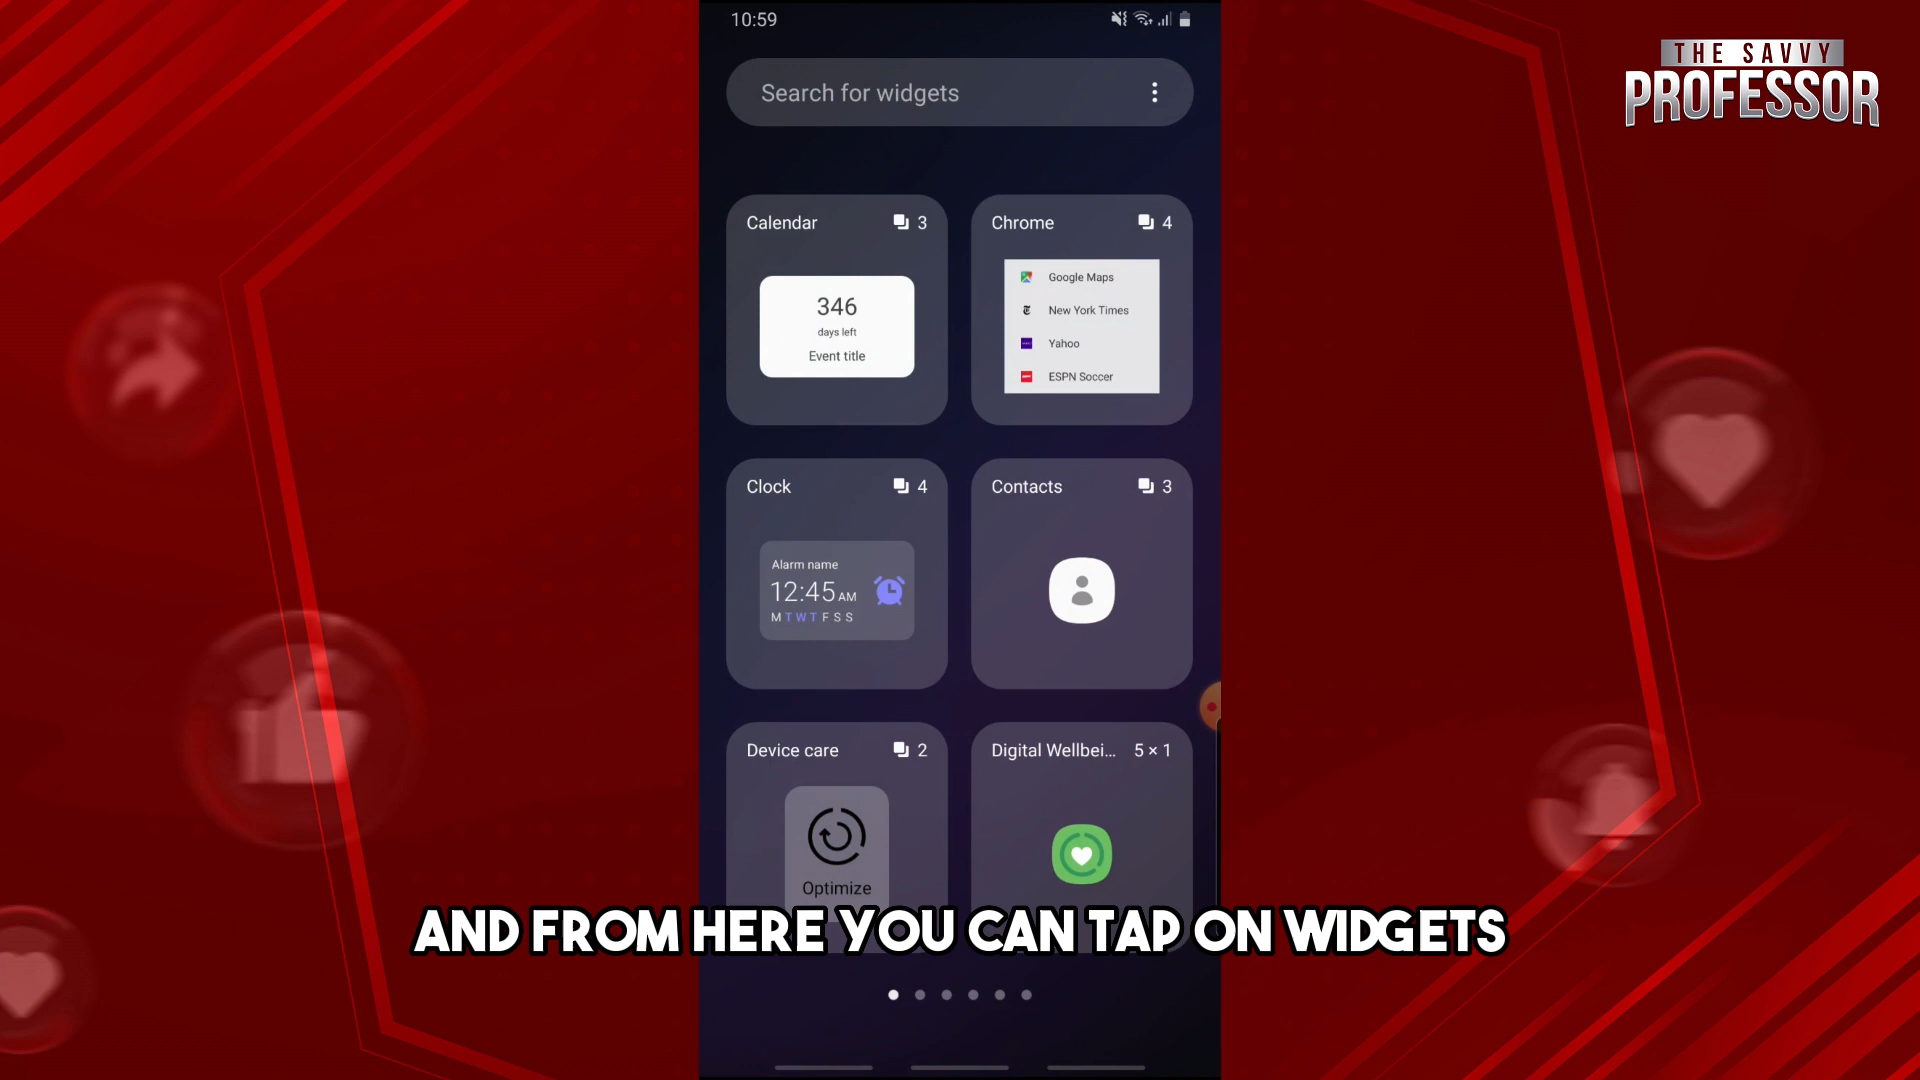 10:59
THE SAVVY
PROFESSOR
Search for widgets
Calendar 3
Chrome 4
346
days left
Event title
Google Maps
New York Times
Yahoo
ESPN Soccer
Clock 4
Contacts 3
Alarm name
12:45 AM
M T W T F S S
Device care 2
Digital Wellbei... 5 × 1
Optimize
AND FROM HERE YOU CAN TAP ON WIDGETS